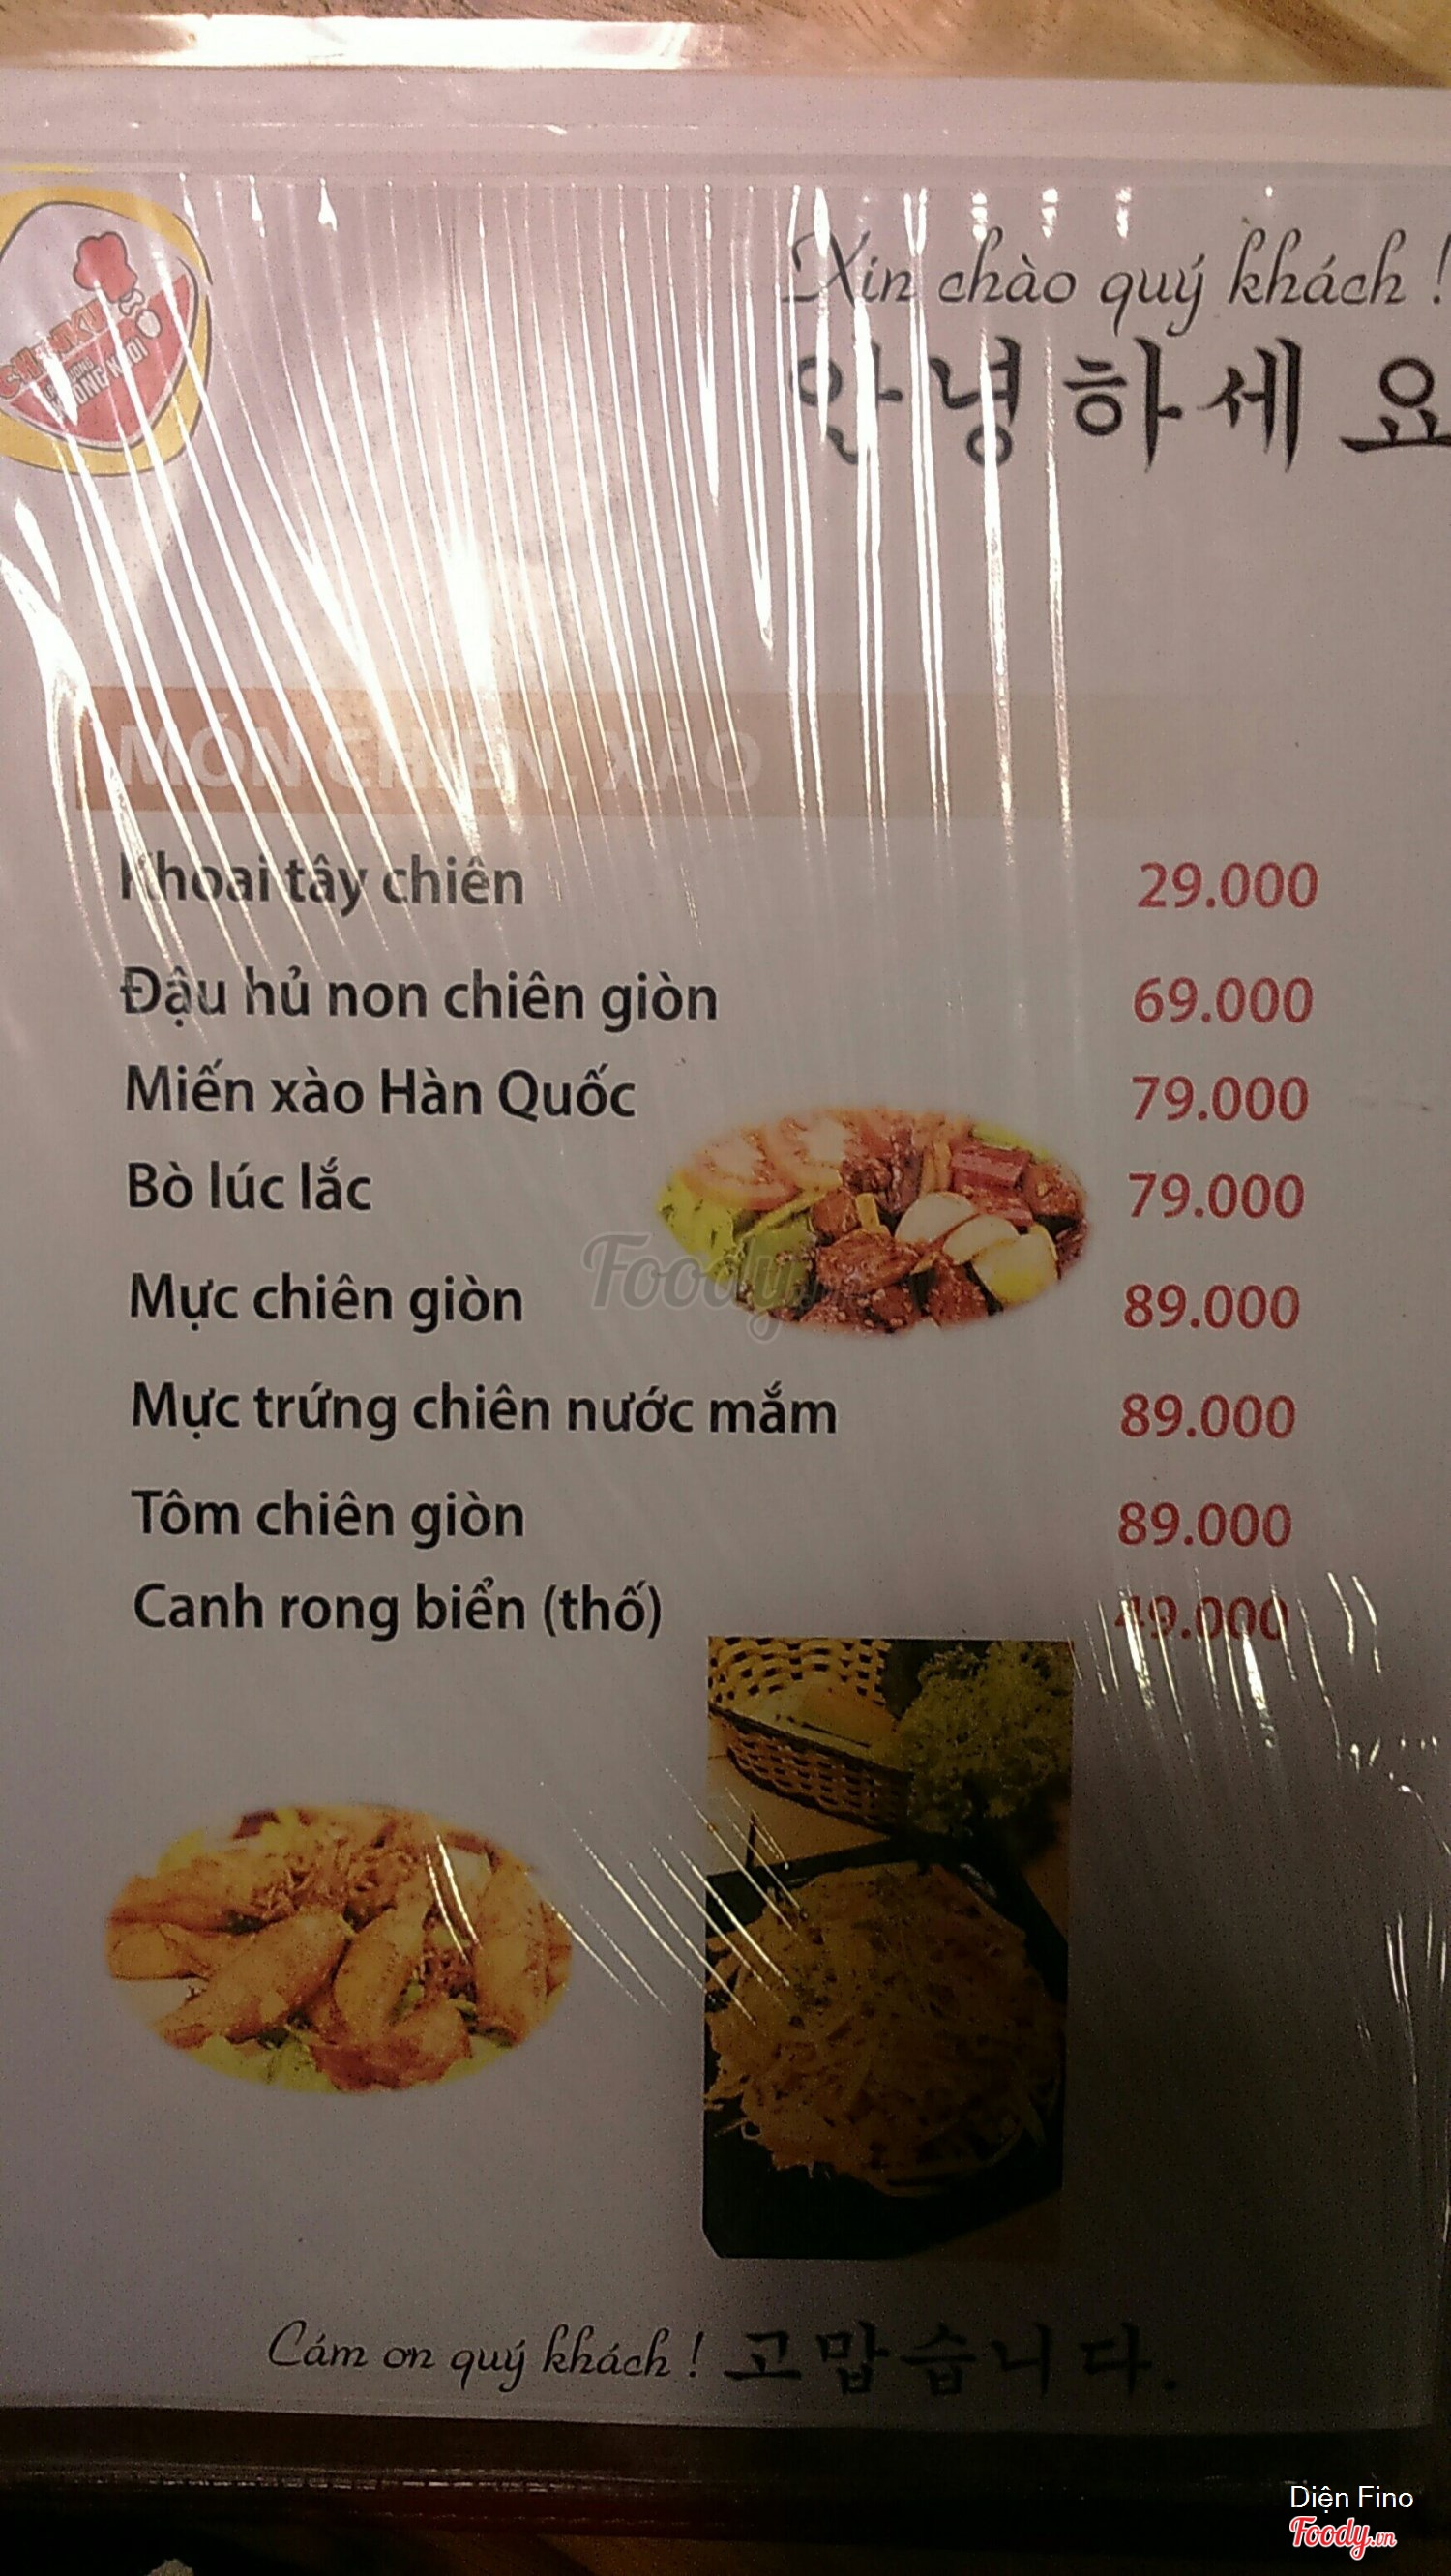 Xin chào quý khách !
안녕하세요
MÓN CHIÊN, XÀO
Khoai tây chiên 29.000
Đậu hủ non chiên giòn 69.000
Miến xào Hàn Quốc 79.000
Bò lúc lắc 79.000
Mực chiên giòn 89.000
Mực trứng chiên nước mắm 89.000
Tôm chiên giòn 89.000
Canh rong biển (thố) 49.000
Foody
Cám ơn quý khách ! 고맙습니다.
Diện Fino
Foody.vn